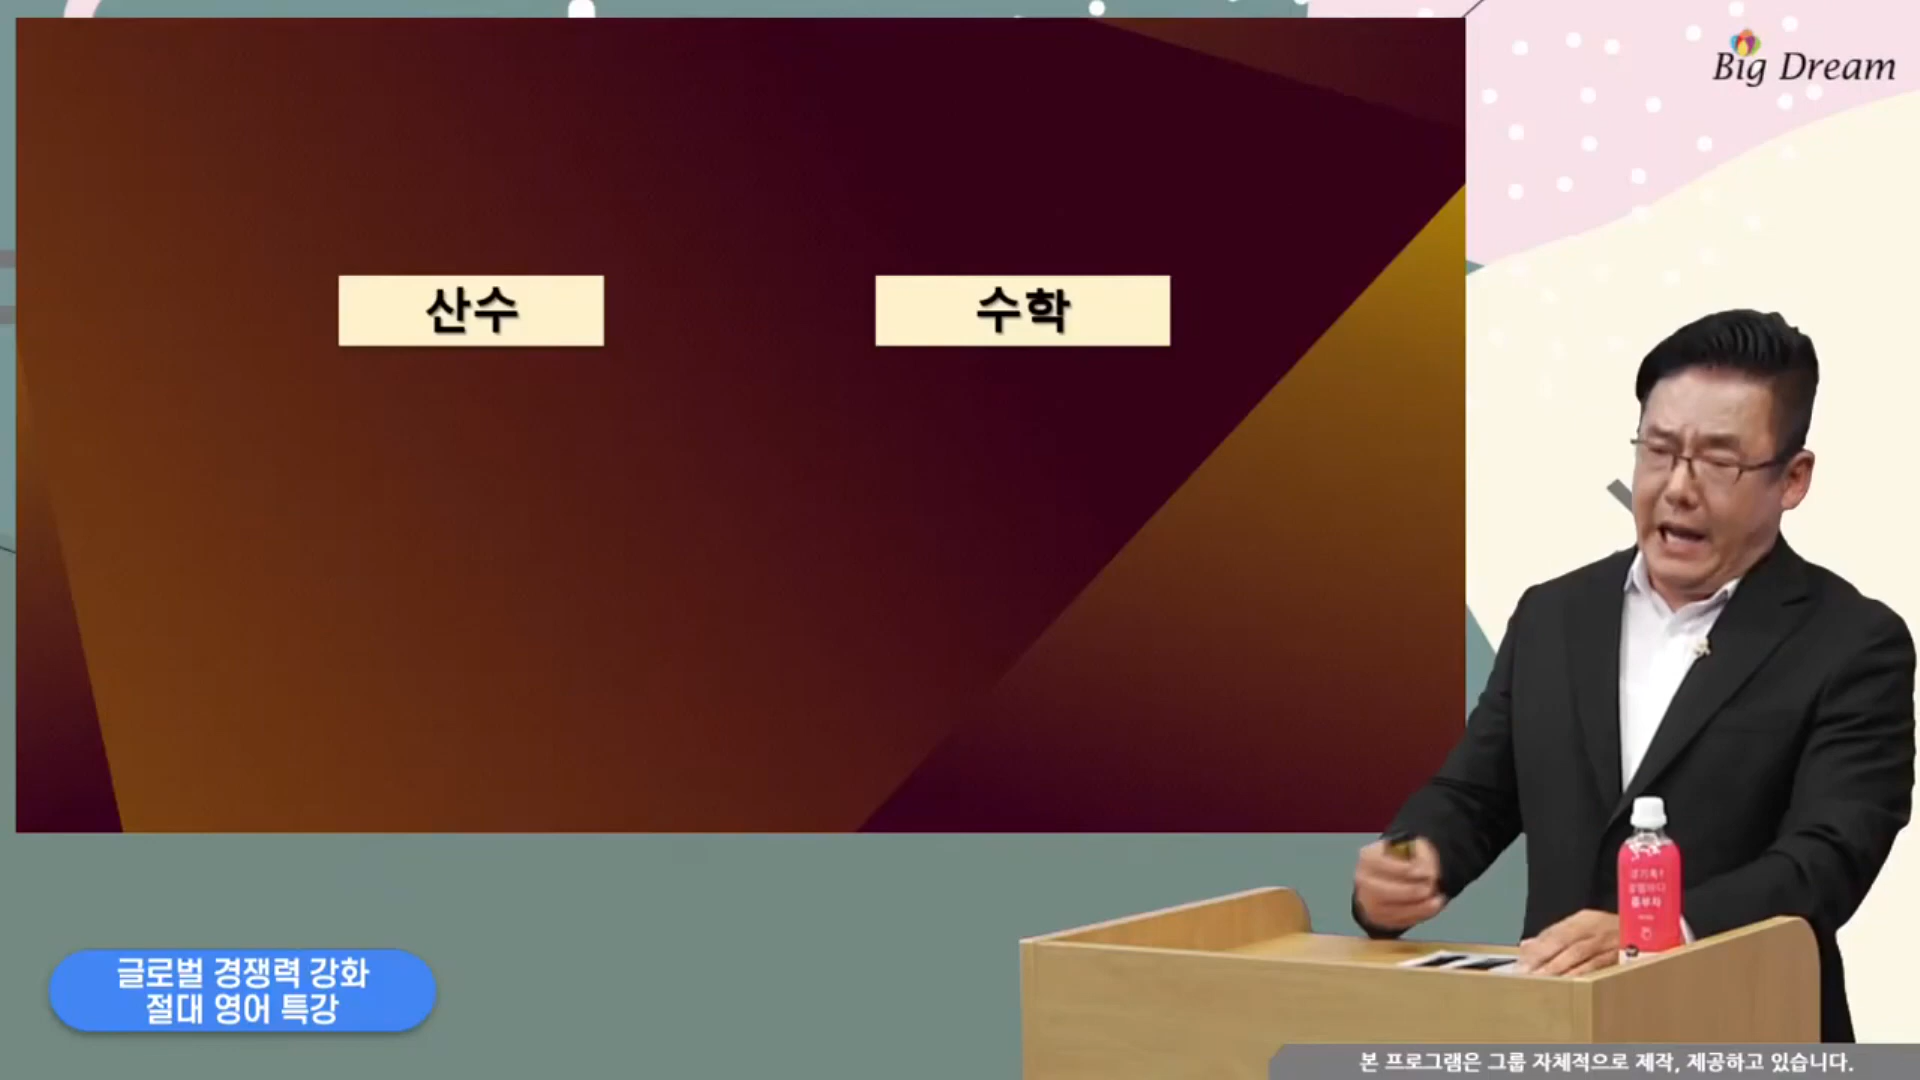 Big Dream
산수
수학
글로벌 경쟁력 강화
절대 영어 특강
본 프로그램은 그룹 자체적으로 제작, 제공하고 있습니다.